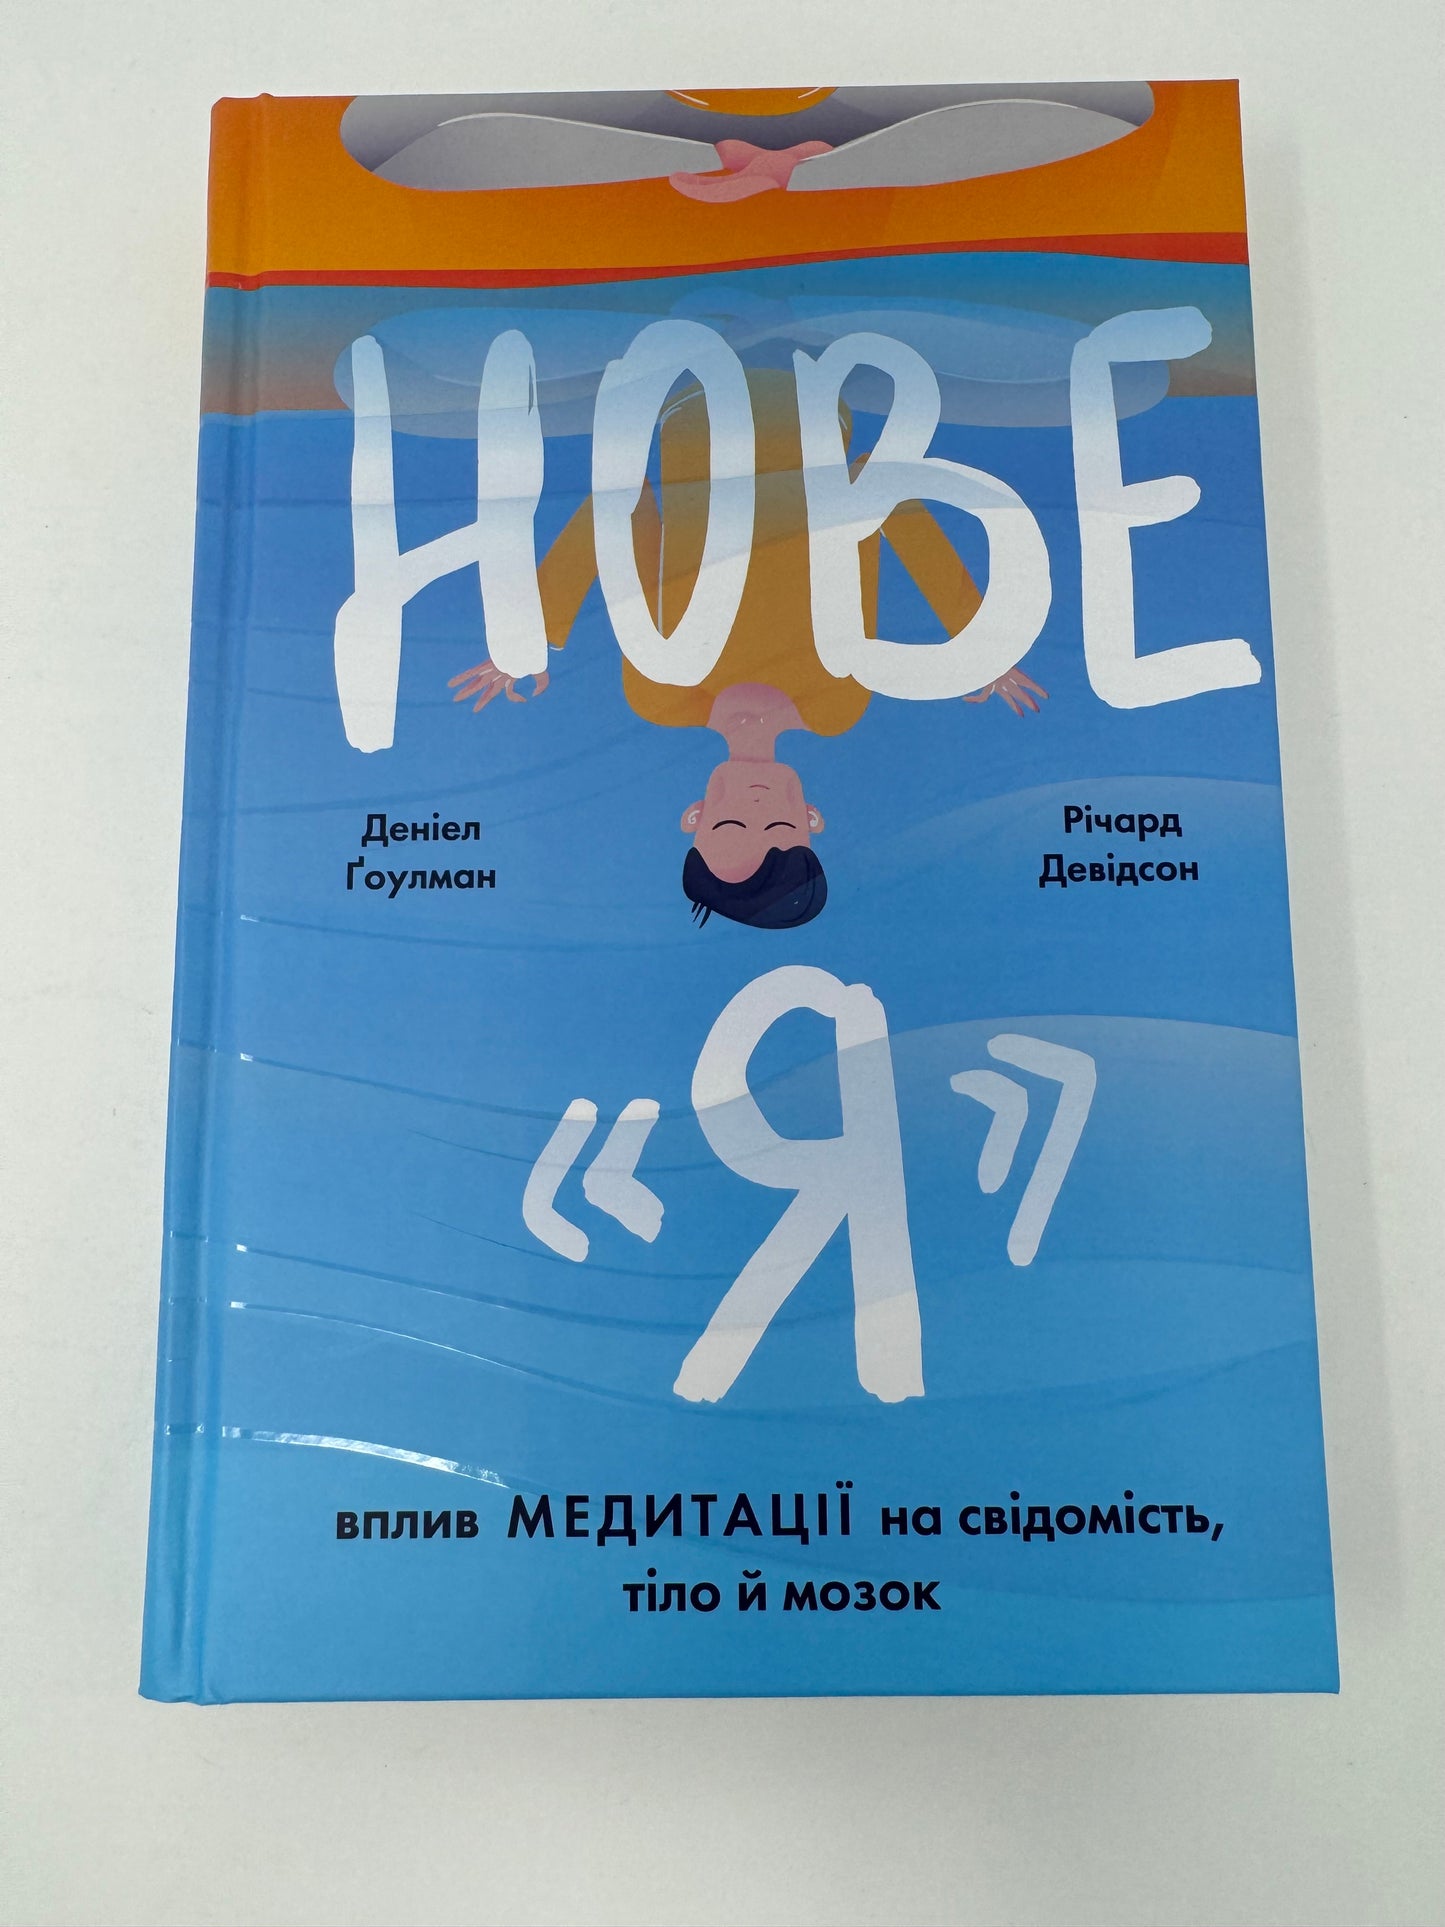 НОВЕ
Деніел
Ґоулман
Річард
Девідсон
«Я»
вплив МЕДИТАЦІЇ на свідомість,
тіло й мозок